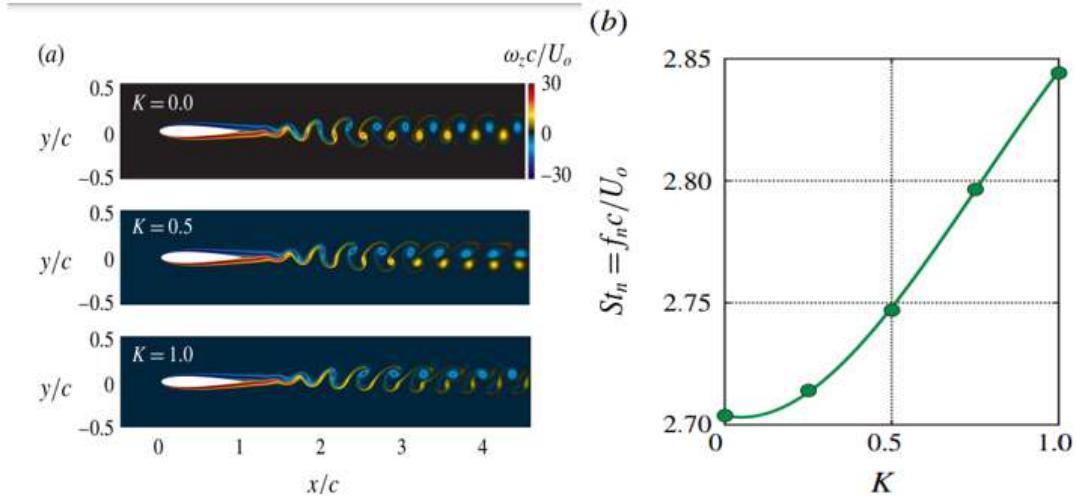 (a)
ω_z c/U_o
0.5
K = 0.0
30
y/c
0
0
−0.5
−30
0.5
K = 0.5
y/c
0
−0.5
0.5
K = 1.0
y/c
0
−0.5
0
1
2
3
4
x/c
(b)
2.85
2.80
2.75
2.70
St_n = f_n c/U_o
0
0.5
1.0
K